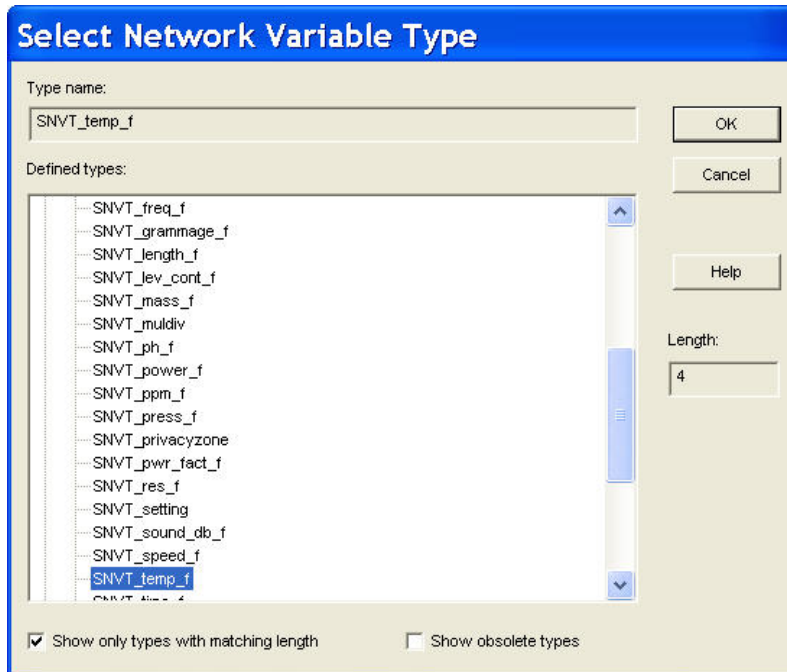 Select Network Variable Type
Type name:
SNVT_temp_f
OK
Defined types:
Cancel
SNVT_freq_f
SNVT_grammage_f
SNVT_length_f
SNVT_lev_cont_f
Help
SNVT_mass_f
SNVT_muldiv
SNVT_ph_f
Length:
SNVT_power_f
4
SNVT_ppm_f
SNVT_press_f
SNVT_privacyzone
SNVT_pwr_fact_f
SNVT_res_f
SNVT_setting
SNVT_sound_db_f
SNVT_speed_f
SNVT_temp_f
Show only types with matching length
Show obsolete types